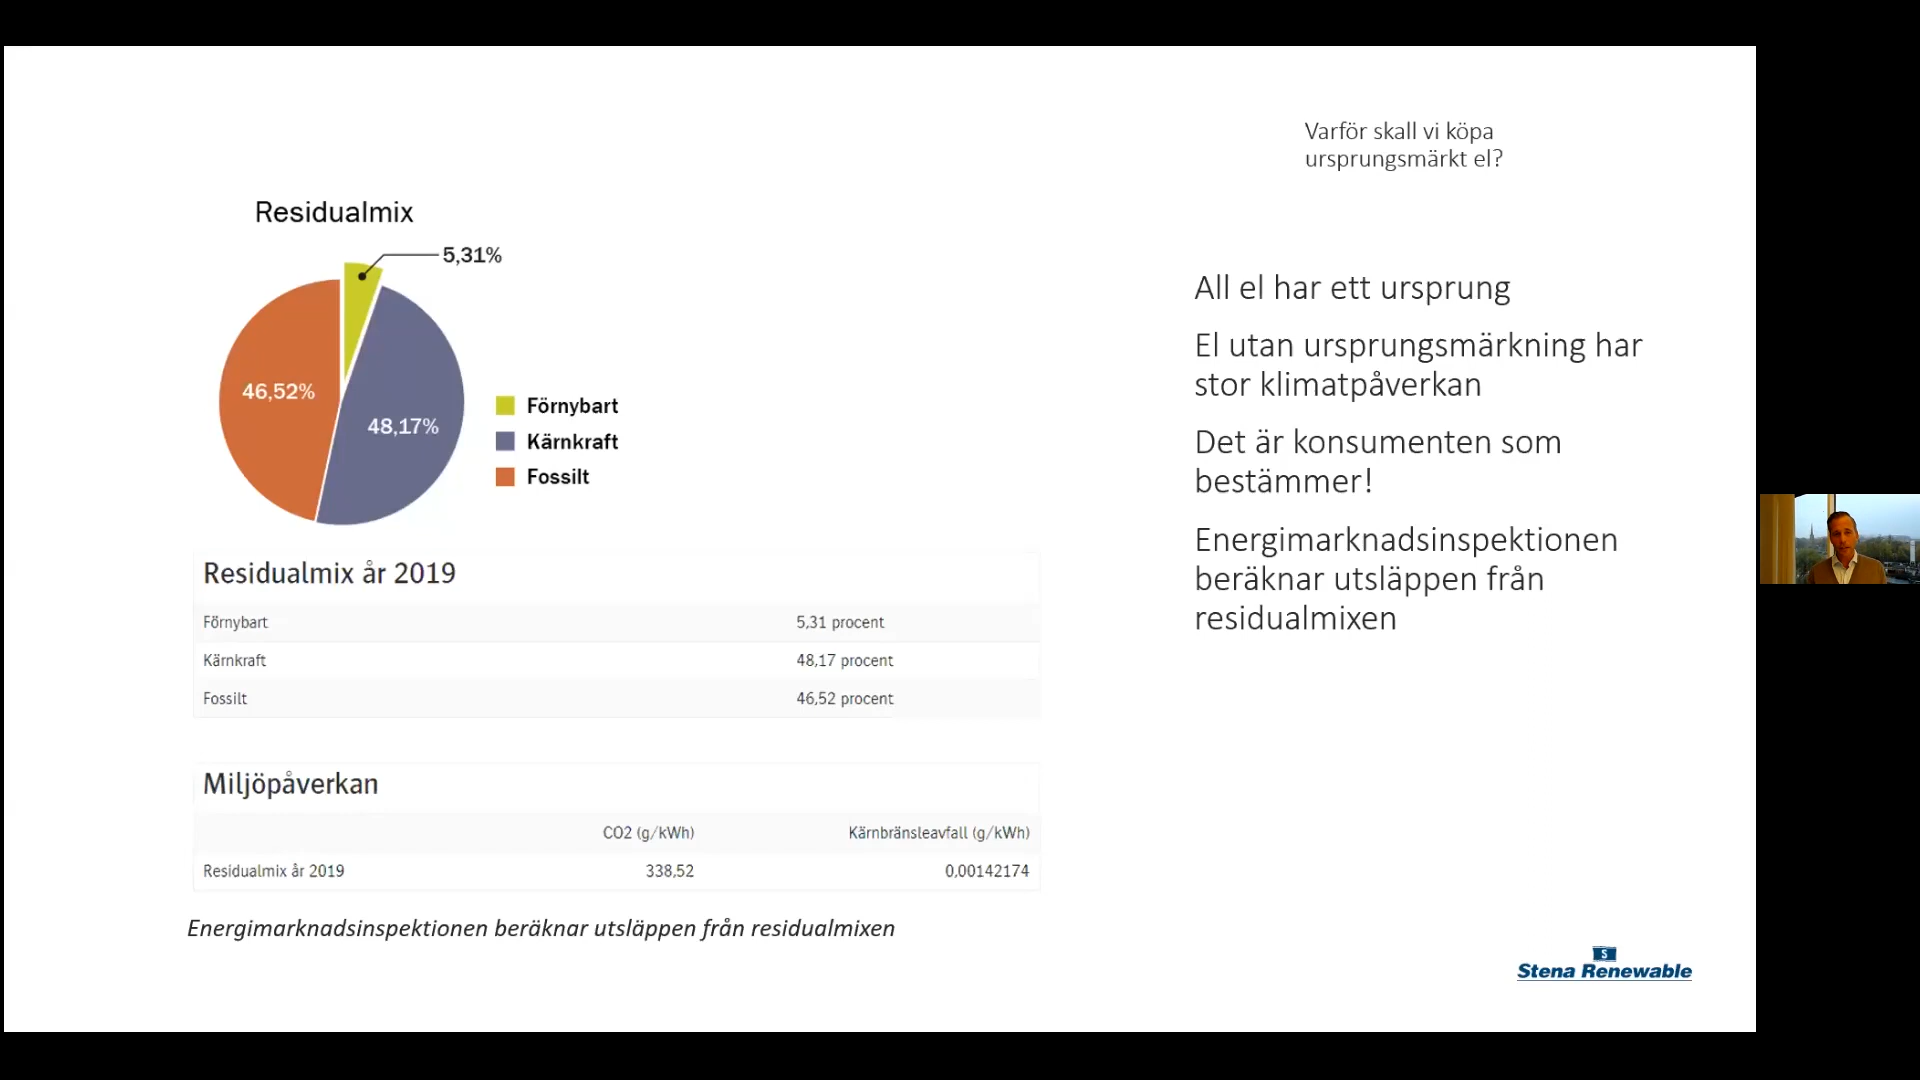 Varför skall vi köpa
ursprungsmärkt el?
Residualmix
5,31%
46,52%
48,17%
Förnybart
Kärnkraft
Fossilt
All el har ett ursprung
El utan ursprungsmärkning har
stor klimatpåverkan
Det är konsumenten som
bestämmer!
Energimarknadsinspektionen
beräknar utsläppen från
residualmixen
Residualmix år 2019
Förnybart 5,31 procent
Kärnkraft 48,17 procent
Fossilt 46,52 procent
Miljöpåverkan
CO2 (g/kWh) Kärnbränsleavfall (g/kWh)
Residualmix år 2019 338,52 0,00142174
Energimarknadsinspektionen beräknar utsläppen från residualmixen
S
Stena Renewable